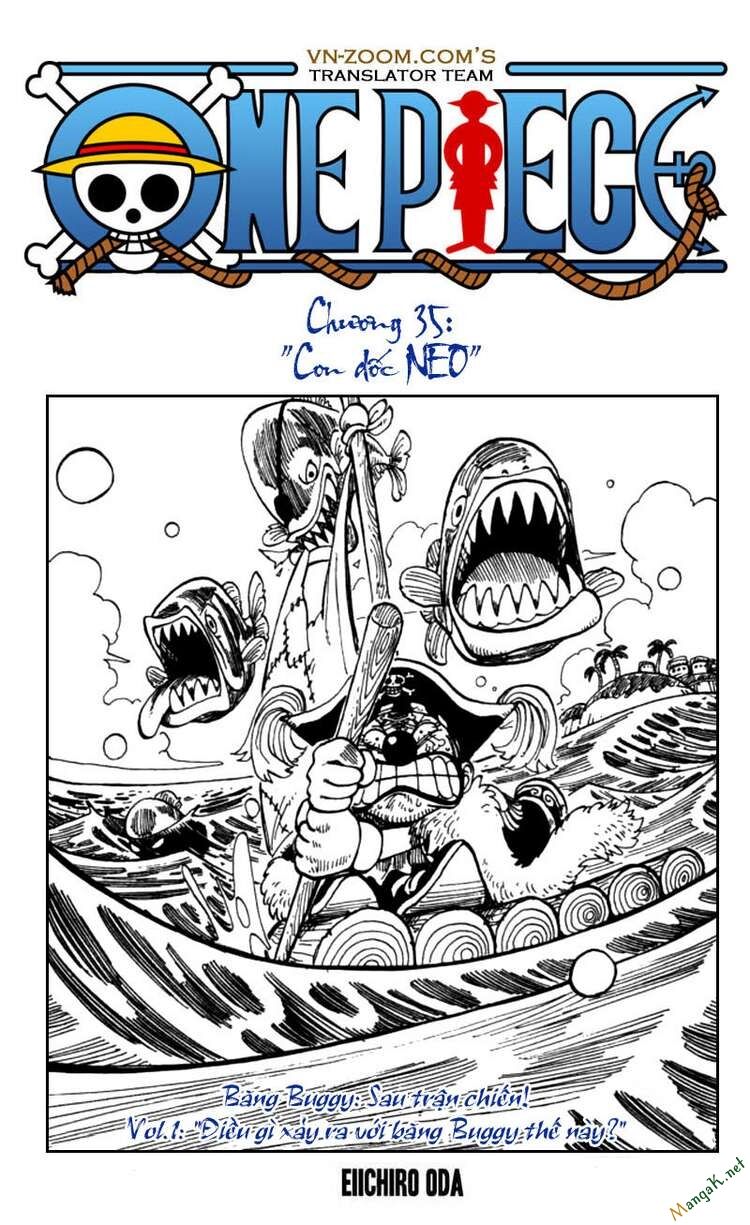 VN-ZOOM.COM'S
TRANSLATOR TEAM
ONE PIECE
Chương 35:
"Con dốc NEO"
Băng Buggy: Sau trận chiến!
Vol.1: "Điều gì xảy ra với băng Buggy thế này?"
EIICHIRO ODA
MangaK.net